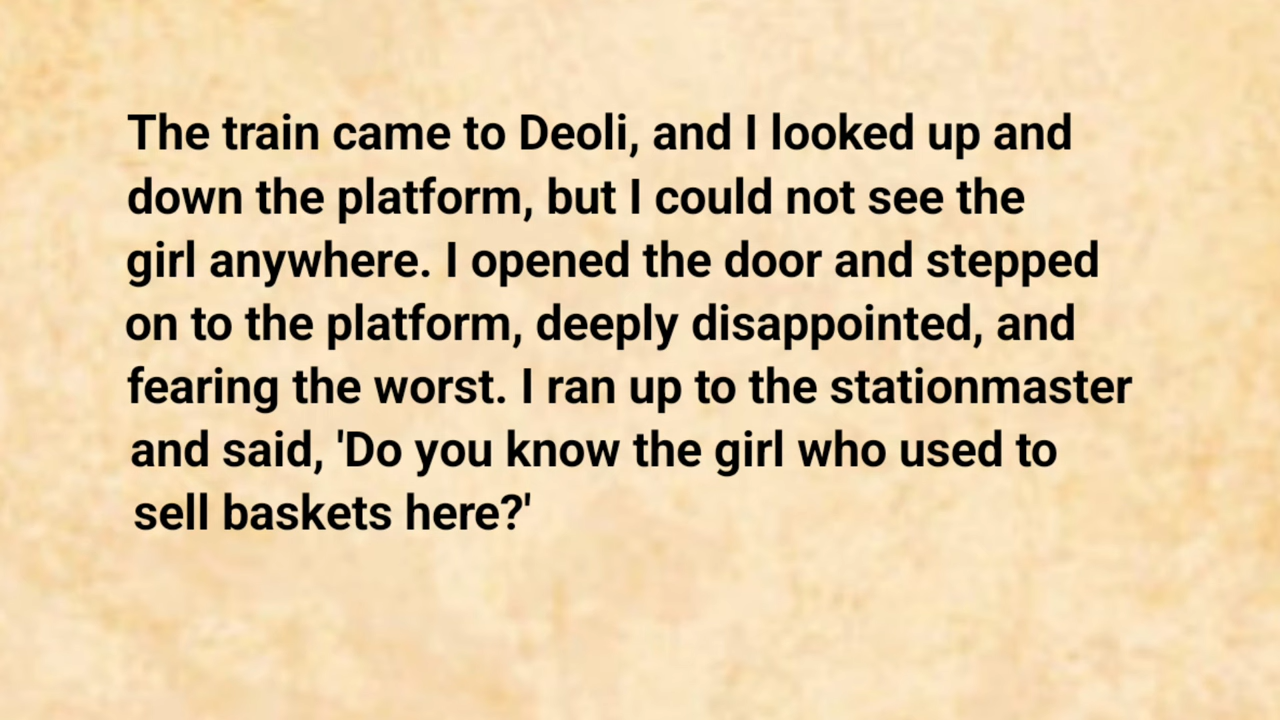 The train came to Deoli, and I looked up and
down the platform, but I could not see the
girl anywhere. I opened the door and stepped
on to the platform, deeply disappointed, and
fearing the worst. I ran up to the stationmaster
and said, 'Do you know the girl who used to
sell baskets here?'